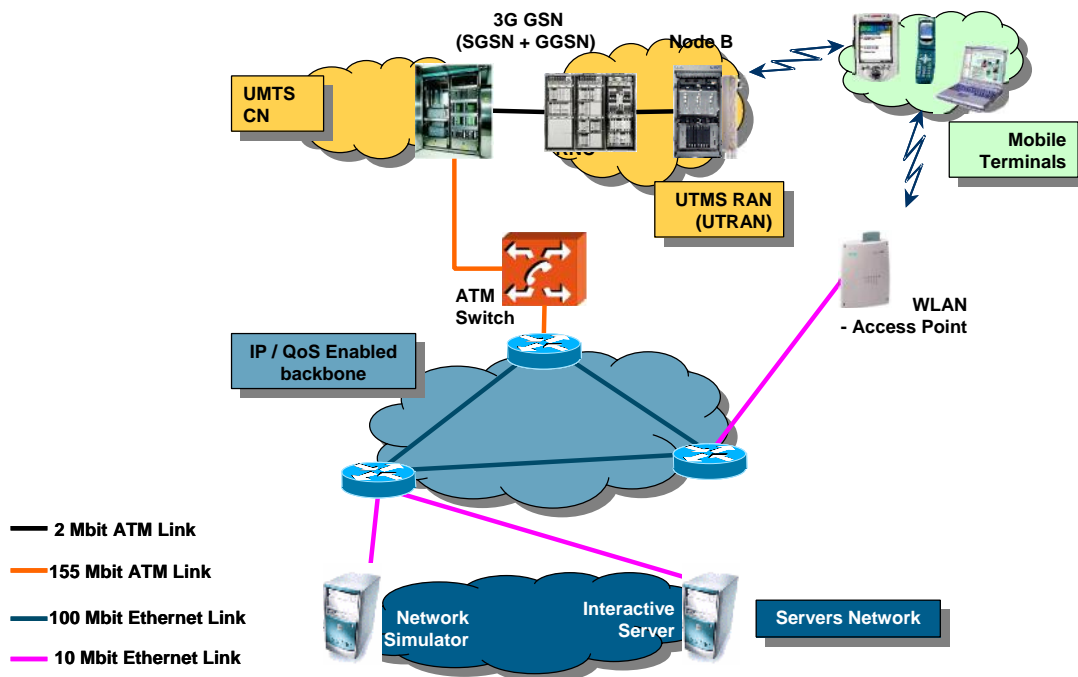 3G GSN
(SGSN + GGSN)
Node B
UMTS
CN
RNC
Mobile
Terminals
UTMS RAN
(UTRAN)
ATM
Switch
WLAN
- Access Point
IP / QoS Enabled
backbone
2 Mbit ATM Link
155 Mbit ATM Link
100 Mbit Ethernet Link
10 Mbit Ethernet Link
Network
Simulator
Interactive
Server
Servers Network